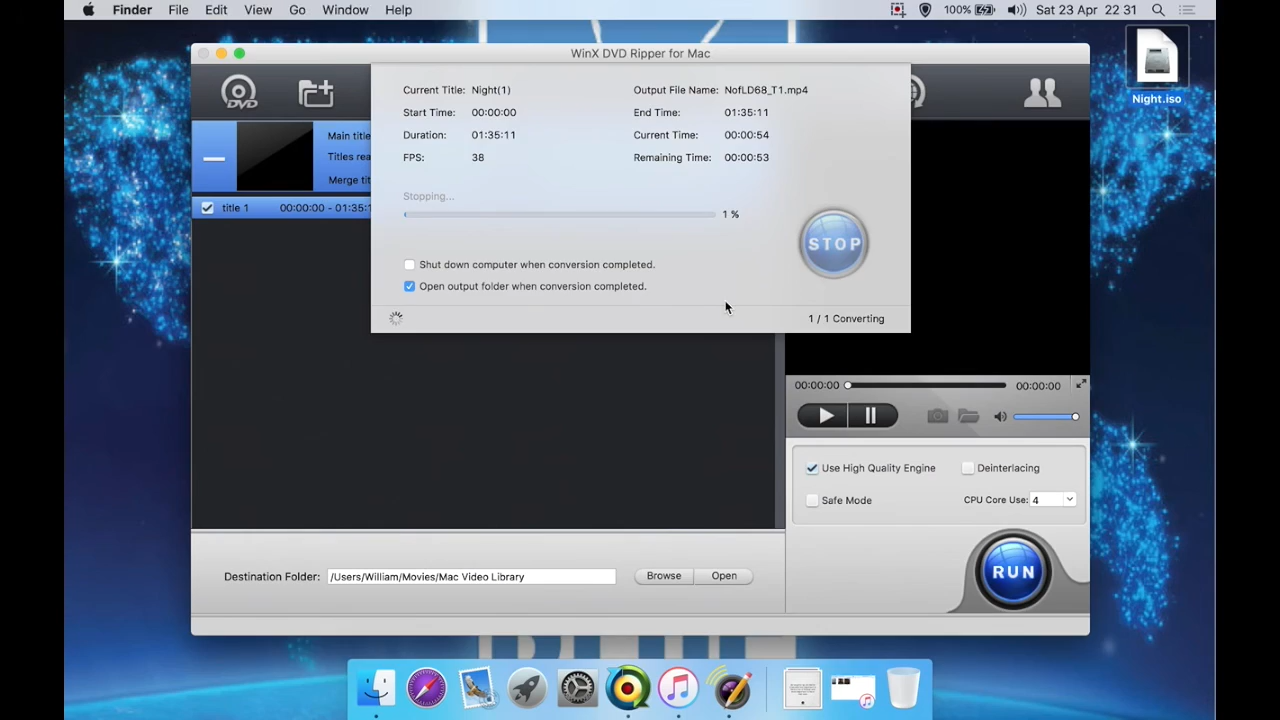 Finder File Edit View Go Window Help 100% Sat 23 Apr 22 31
WinX DVD Ripper for Mac
Night.iso
DVD
Current Title: Night(1) Output File Name: NofLD68_T1.mp4
Start Time: 00:00:00 End Time: 01:35:11
Duration: 01:35:11 Current Time: 00:00:54
FPS: 38 Remaining Time: 00:00:53
Main title
Titles rea
Merge tit
Stopping...
1 %
title 1 00:00:00 - 01:35:1
STOP
Shut down computer when conversion completed.
Open output folder when conversion completed.
1 / 1 Converting
00:00:00 00:00:00
Use High Quality Engine Deinterlacing
Safe Mode CPU Core Use: 4
Destination Folder: /Users/William/Movies/Mac Video Library Browse Open
RUN